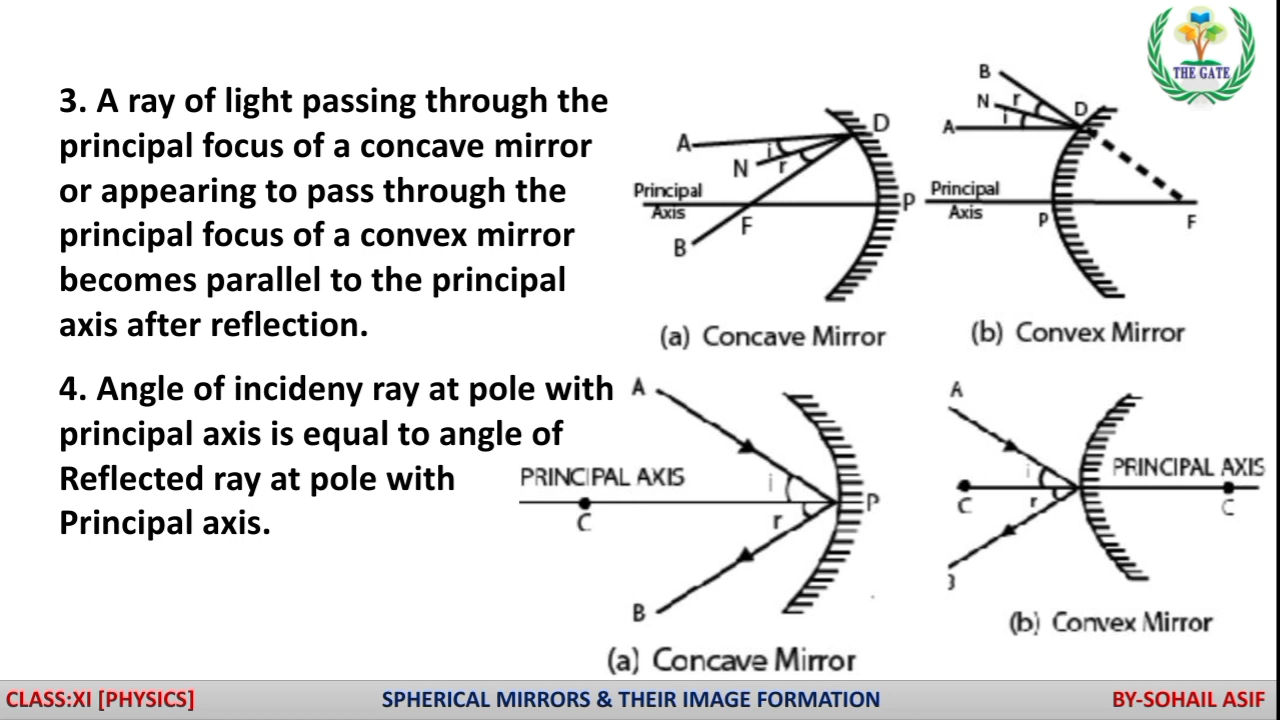 THE GATE
3. A ray of light passing through the
principal focus of a concave mirror
or appearing to pass through the
principal focus of a convex mirror
becomes parallel to the principal
axis after reflection.
A
N
i
r
D
Principal
Axis
F
P
B
(a) Concave Mirror
B
N
r
D
A
i
Principal
Axis
P
F
(b) Convex Mirror
4. Angle of incideny ray at pole with
principal axis is equal to angle of
Reflected ray at pole with
Principal axis.
A
PRINCIPAL AXIS
i
C
r
P
B
(a) Concave Mirror
A
i
PRINCIPAL AXIS
C
r
C
B
(b) Convex Mirror
CLASS:XI [PHYSICS]
SPHERICAL MIRRORS & THEIR IMAGE FORMATION
BY-SOHAIL ASIF